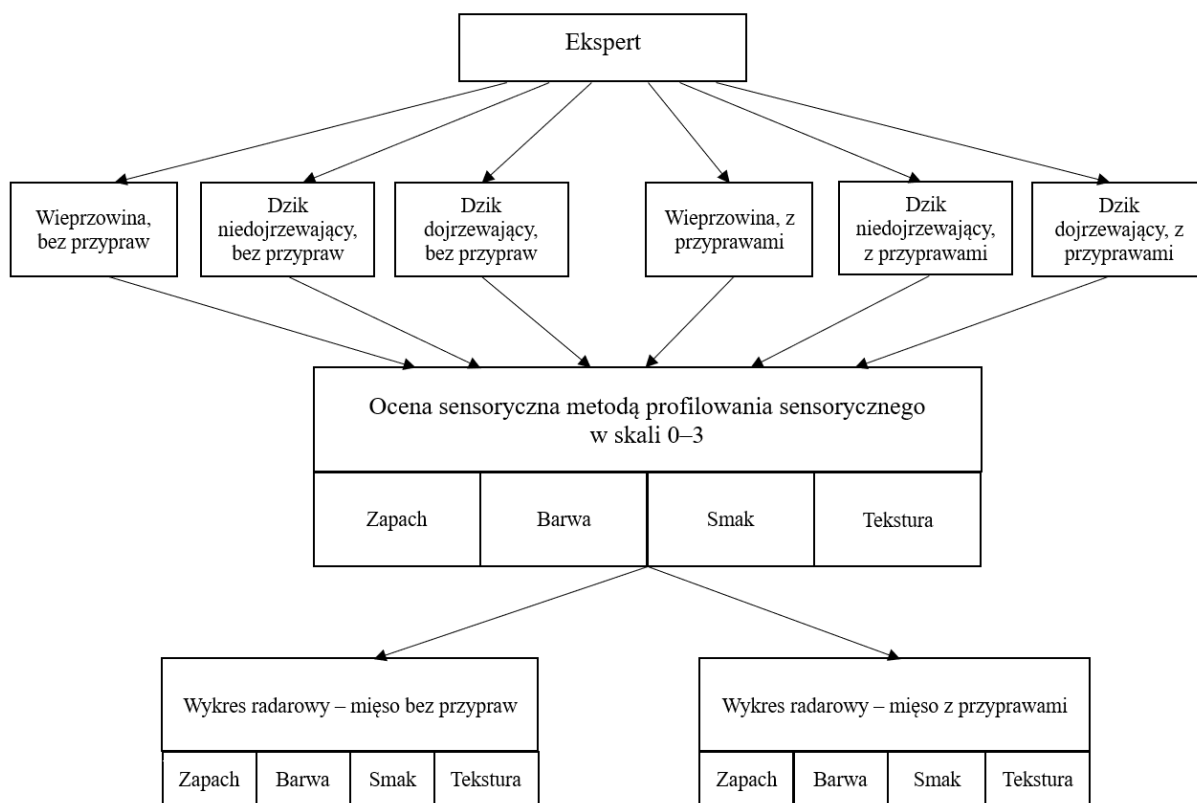 Ekspert
Wieprzowina,
bez przypraw
Dzik
niedojrzewający,
bez przypraw
Dzik
dojrzewający,
bez przypraw
Wieprzowina, z
przyprawami
Dzik
niedojrzewający,
z przyprawami
Dzik
dojrzewający, z
przyprawami
Ocena sensoryczna metodą profilowania sensorycznego
w skali 0–3
Zapach
Barwa
Smak
Tekstura
Wykres radarowy – mięso bez przypraw
Zapach
Barwa
Smak
Tekstura
Wykres radarowy – mięso z przyprawami
Zapach
Barwa
Smak
Tekstura